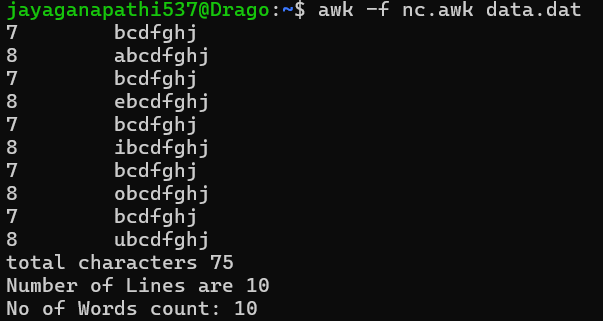 jayaganapathi537@Drago:~$ awk -f nc.awk data.dat
7 bcdfghj
8 abcdfghj
7 bcdfghj
8 ebcdfghj
7 bcdfghj
8 ibcdfghj
7 bcdfghj
8 obcdfghj
7 bcdfghj
8 ubcdfghj
total characters 75
Number of Lines are 10
No of Words count: 10